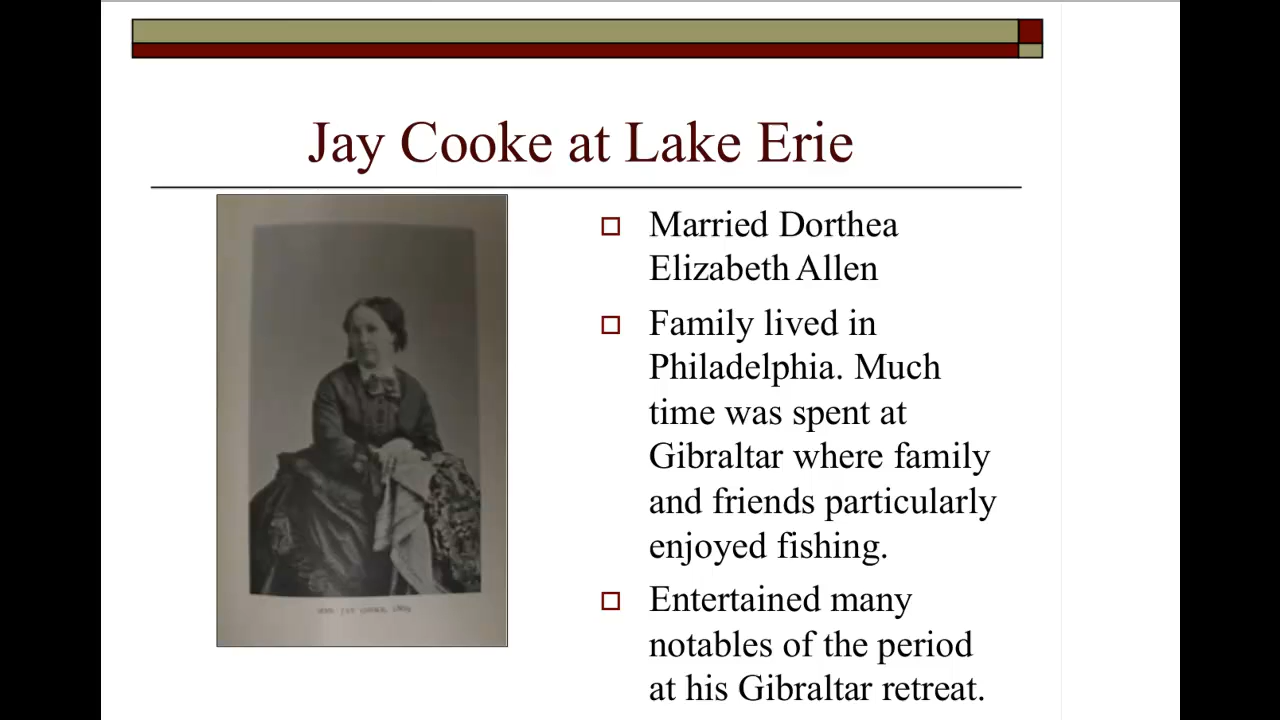 Jay Cooke at Lake Erie
Married Dorthea
Elizabeth Allen
Family lived in
Philadelphia. Much
time was spent at
Gibraltar where family
and friends particularly
enjoyed fishing.
Entertained many
notables of the period
at his Gibraltar retreat.